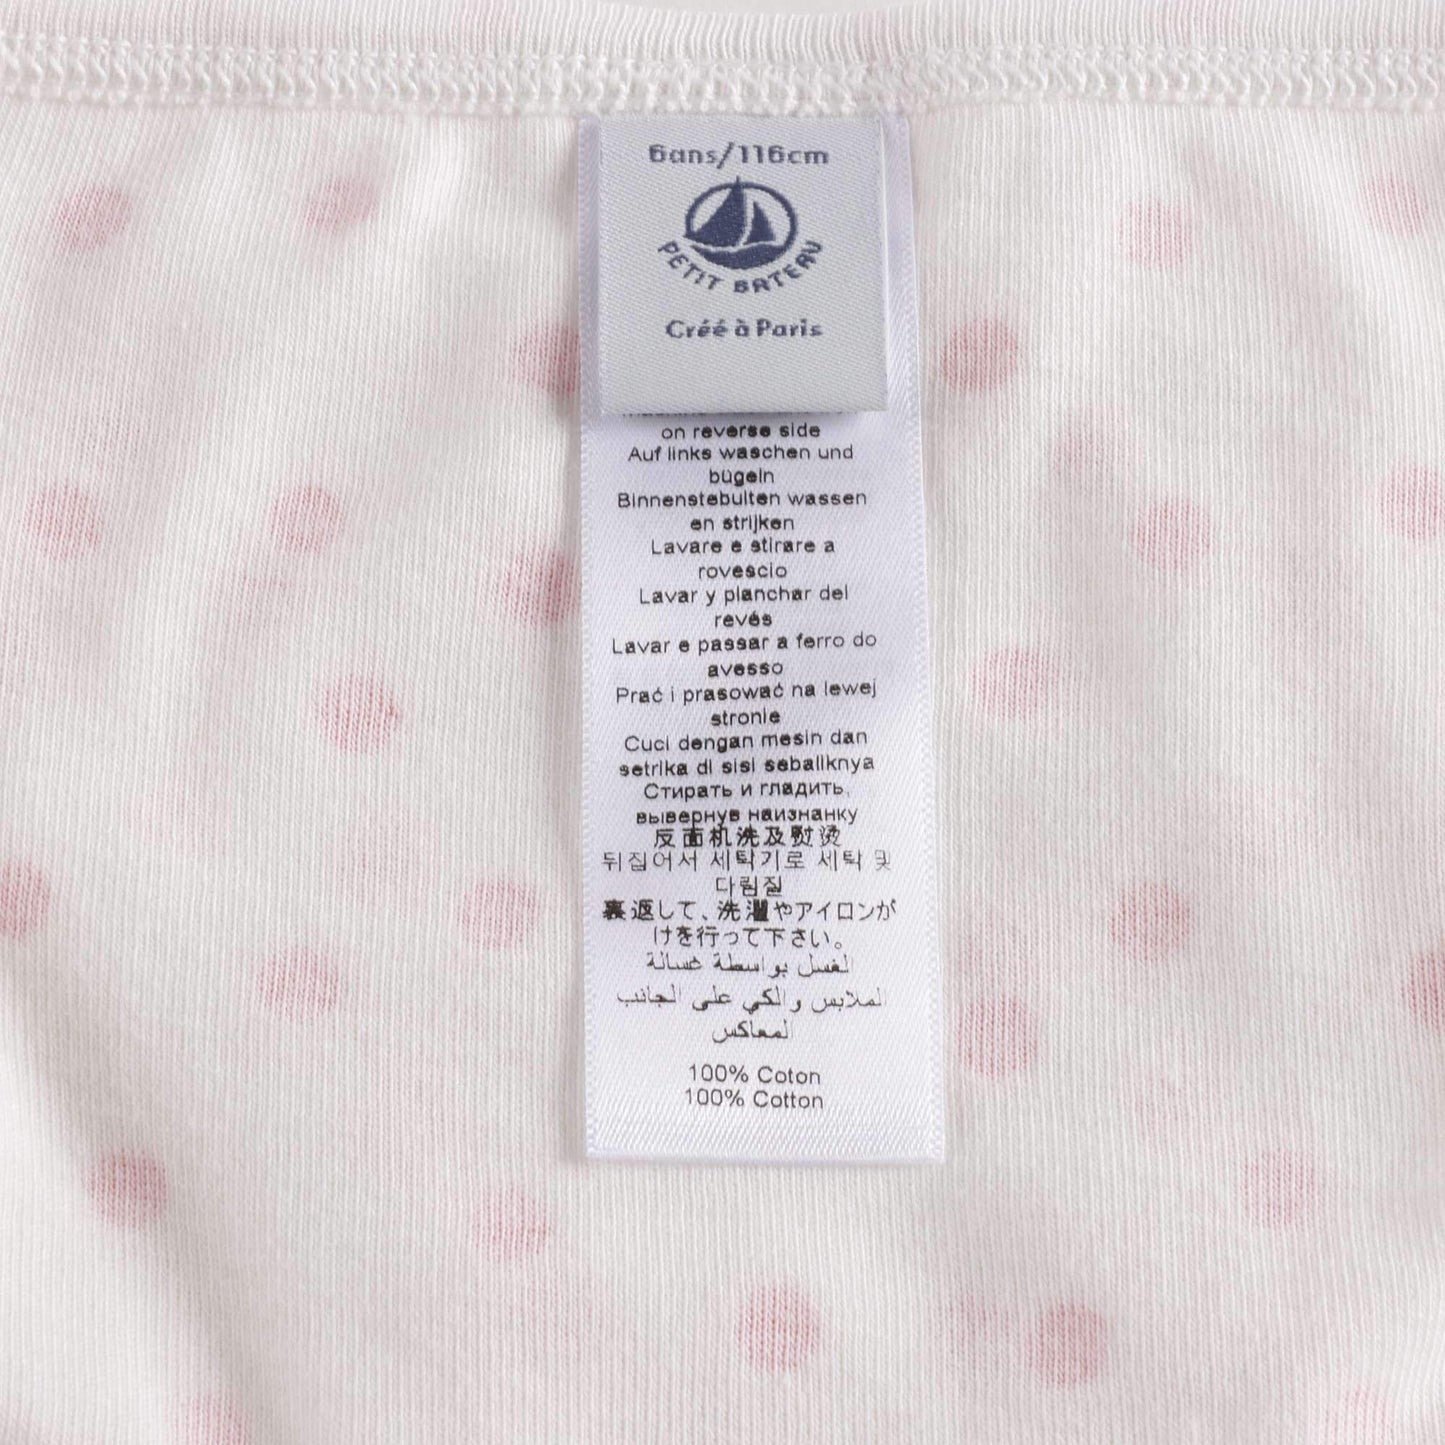 6ans/116cm
PETIT BATEAU
Créé à Paris
on reverse side
Auf links waschen und
bügeln
Binnenstebuiten wassen
en strijken
Lavare e stirare a
rovescio
Lavar y planchar del
revés
Lavar e passar a ferro do
avesso
Prać i prasować na lewej
stronie
Cuci dengan mesin dan
setrika di sisi sebaliknya
Стирать и гладить,
вывернув наизнанку
反面机洗及熨烫
뒤집어서 세탁기로 세탁 및
다림질
裏返して、洗濯やアイロンが
けを行って下さい。
الغسل بواسطة غسالة
الملابس والكي على الجانب
لمعاكس
100% Coton
100% Cotton